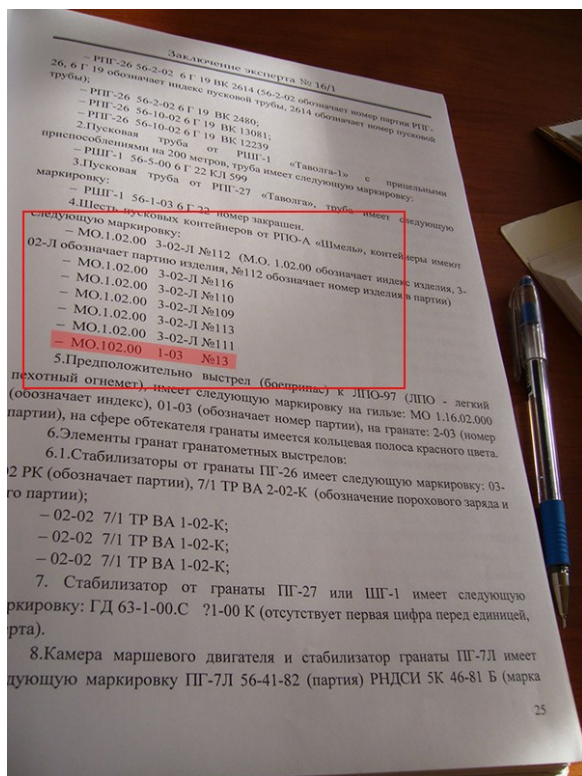 Заключение эксперта № 16/1
– РПГ-26 56-2-02 6 Г 19 ВК 2614 (56-2-02 обозначает номер партии РПГ-
26, 6 Г 19 обозначает индекс пусковой трубы, 2614 обозначает номер пусковой
трубы);
– РПГ-26 56-2-02 6 Г 19 ВК 2480;
– РПГ-26 56-10-02 6 Г 19 ВК 13081;
– РПГ-26 56-10-02 6 Г 19 ВК 12239
2.Пусковая труба от РШГ-1 «Таволга-1» с прицельными
приспособлениями на 200 метров, труба имеет следующую маркировку:
– РШГ-1 56-5-00 6 Г 22 КЛ 599
3.Пусковая труба от РПГ-27 «Таволга», труба имеет следующую
маркировку:
– РШГ-1 56-1-03 6 Г 22 номер закрашен.
4.Шесть пусковых контейнеров от РПО-А «Шмель», контейнеры имеют
следующую маркировку:
– МО.1.02.00 3-02-Л №112 (М.О. 1.02.00 обозначает индекс изделия, 3-
02-Л обозначает партию изделия, №112 обозначает номер изделия в партии)
– МО.1.02.00 3-02-Л №116
– МО.1.02.00 3-02-Л №110
– МО.1.02.00 3-02-Л №109
– МО.1.02.00 3-02-Л №113
– МО.1.02.00 3-02-Л №111
– МО.102.00 1-03 №13
5.Предположительно выстрел (боеприпас) к ЛПО-97 (ЛПО - легкий
пехотный огнемет), имеет следующую маркировку на гильзе: МО 1.16.02.000
(обозначает индекс), 01-03 (обозначает номер партии), на гранате: 2-03 (номер
партии), на сфере обтекателя гранаты имеется кольцевая полоса красного цвета.
6.Элементы гранат гранатометных выстрелов:
6.1.Стабилизаторы от гранаты ПГ-26 имеет следующую маркировку: 03-
02 РК (обозначает партии), 7/1 ТР ВА 2-02-К (обозначение порохового заряда и
го партии);
– 02-02 7/1 ТР ВА 1-02-К;
– 02-02 7/1 ТР ВА 1-02-К;
– 02-02 7/1 ТР ВА 1-02-К;
7. Стабилизатор от гранаты ПГ-27 или ШГ-1 имеет следующую
ркировку: ГД 63-1-00.С ?1-00 К (отсутствует первая цифра перед единицей,
рта).
8.Камера маршевого двигателя и стабилизатор гранаты ПГ-7Л имеет
дующую маркировку ПГ-7Л 56-41-82 (партия) РНДСИ 5К 46-81 Б (марка
25